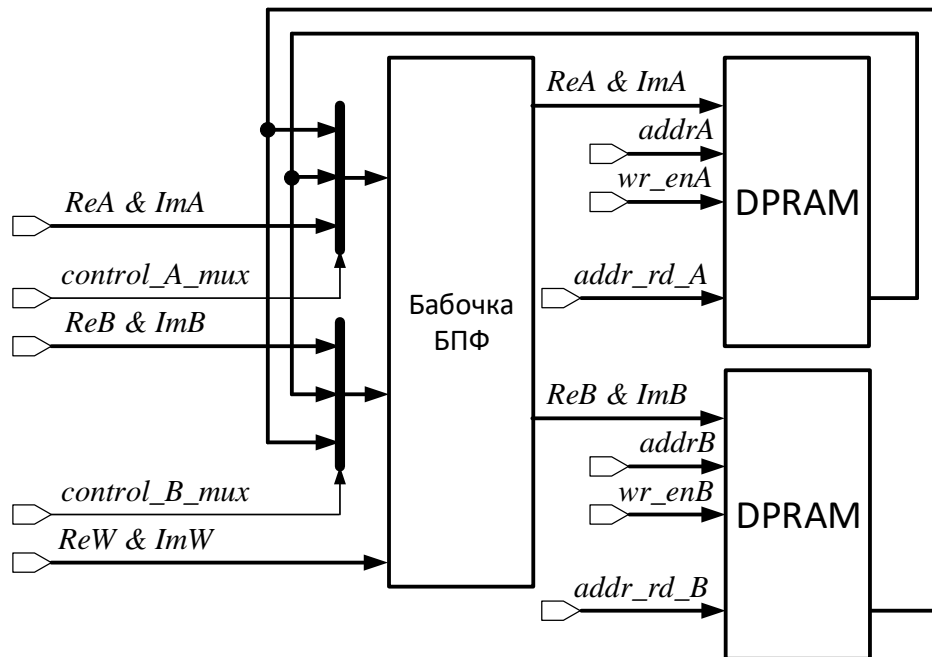 ReA & ImA
control_A_mux
ReB & ImB
control_B_mux
ReW & ImW
Бабочка
БПФ
ReA & ImA
addrA
wr_enA
addr_rd_A
DPRAM
ReB & ImB
addrB
wr_enB
addr_rd_B
DPRAM